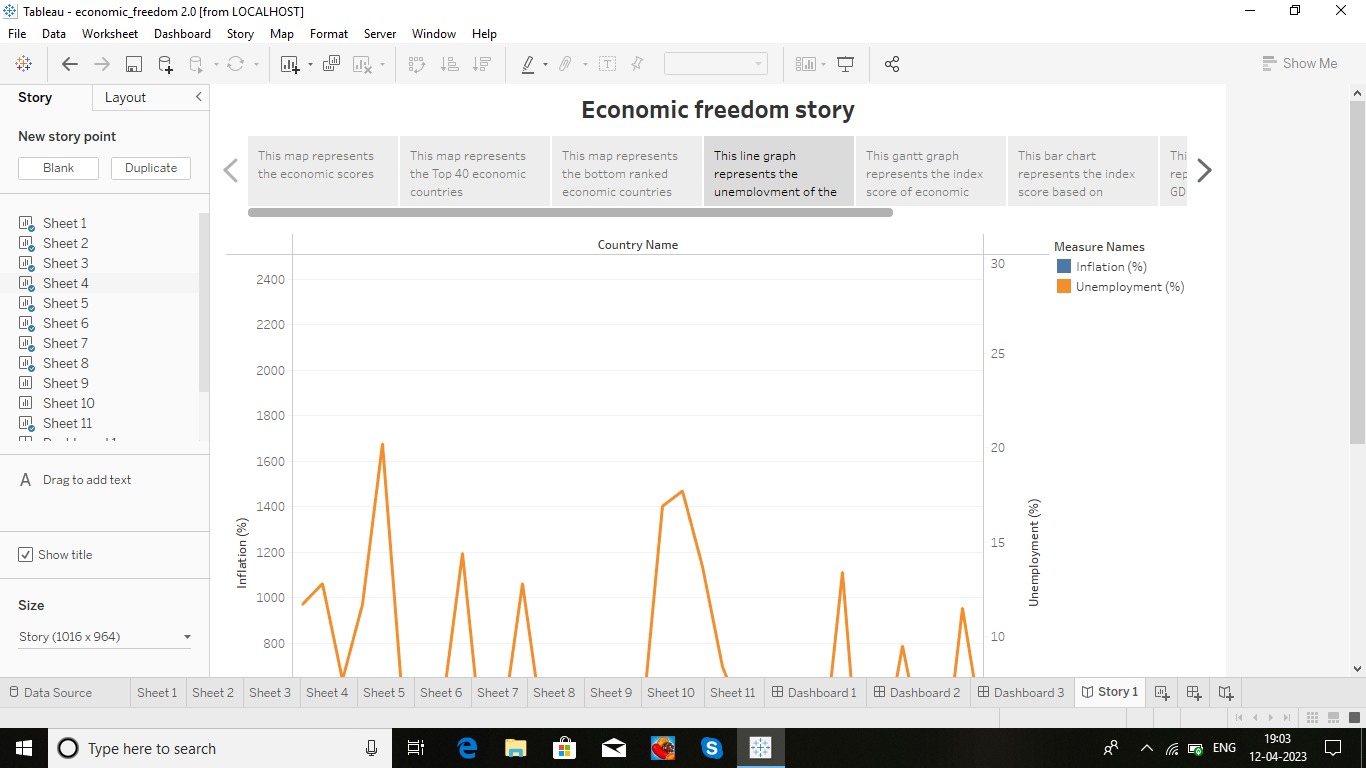 Tableau - economic_freedom 2.0 [from LOCALHOST]
File Data Worksheet Dashboard Story Map Format Server Window Help
Show Me
Story Layout
New story point
Blank Duplicate
Sheet 1
Sheet 2
Sheet 3
Sheet 4
Sheet 5
Sheet 6
Sheet 7
Sheet 8
Sheet 9
Sheet 10
Sheet 11
A Drag to add text
Show title
Size
Story (1016 x 964)
Economic freedom story
This map represents
the economic scores
This map represents
the Top 40 economic
countries
This map represents
the bottom ranked
economic countries
This line graph
represents the
unemployment of the
This gantt graph
represents the index
score of economic
This bar chart
represents the index
score based on
Thi
rep
GD
Country Name
2400
2200
2000
1800
1600
1400
1200
1000
800
Inflation (%)
30
25
20
15
10
Unemployment (%)
Measure Names
Inflation (%)
Unemployment (%)
Data Source Sheet 1 Sheet 2 Sheet 3 Sheet 4 Sheet 5 Sheet 6 Sheet 7 Sheet 8 Sheet 9 Sheet 10 Sheet 11 Dashboard 1 Dashboard 2 Dashboard 3 Story 1
Type here to search
ENG
19:03
12-04-2023